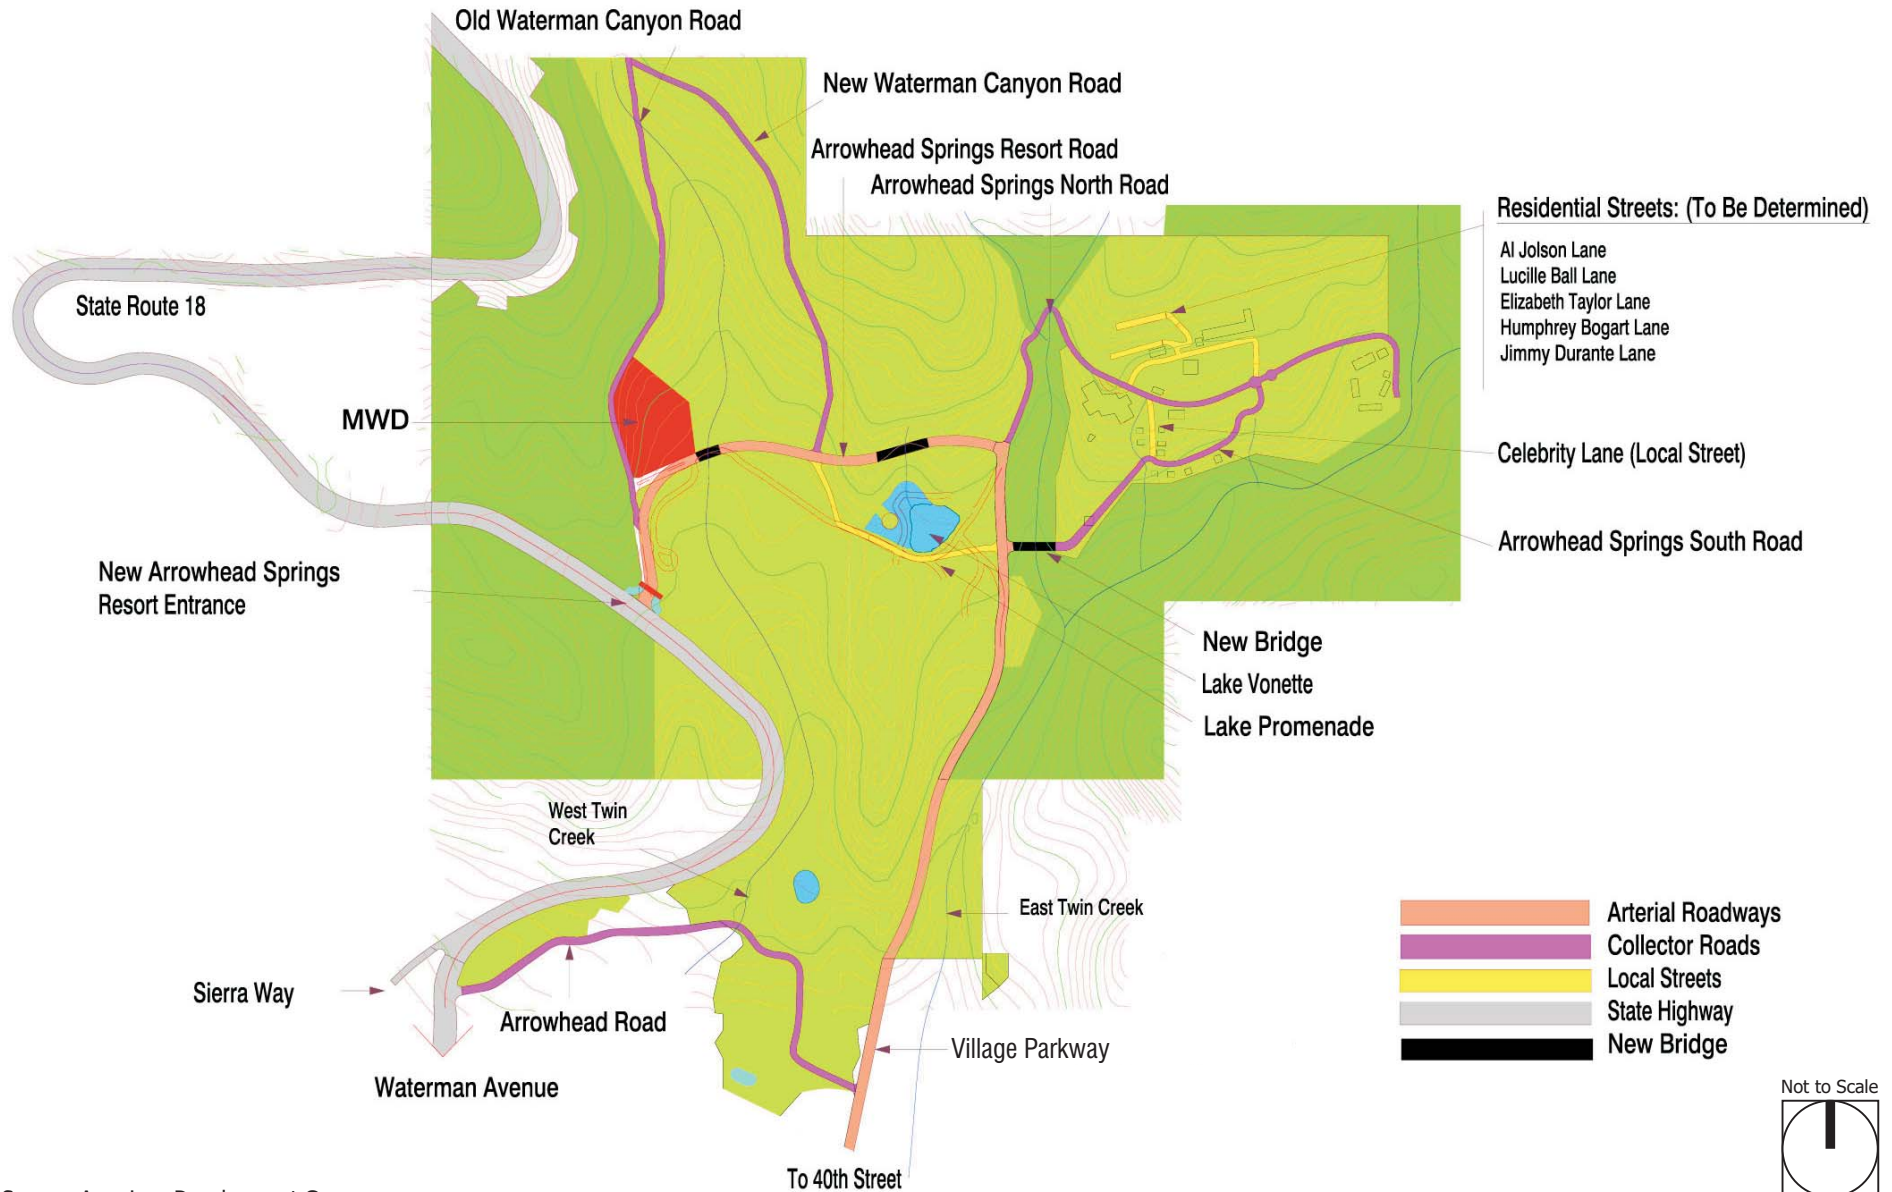 Old Waterman Canyon Road
New Waterman Canyon Road
Arrowhead Springs Resort Road
Arrowhead Springs North Road
Residential Streets: (To Be Determined)
Al Jolson Lane
Lucille Ball Lane
Elizabeth Taylor Lane
Humphrey Bogart Lane
Jimmy Durante Lane
State Route 18
MWD
Celebrity Lane (Local Street)
Arrowhead Springs South Road
New Arrowhead Springs
Resort Entrance
New Bridge
Lake Vonette
Lake Promenade
West Twin
Creek
East Twin Creek
Arterial Roadways
Collector Roads
Local Streets
State Highway
New Bridge
Sierra Way
Arrowhead Road
Village Parkway
Waterman Avenue
Not to Scale
To 40th Street